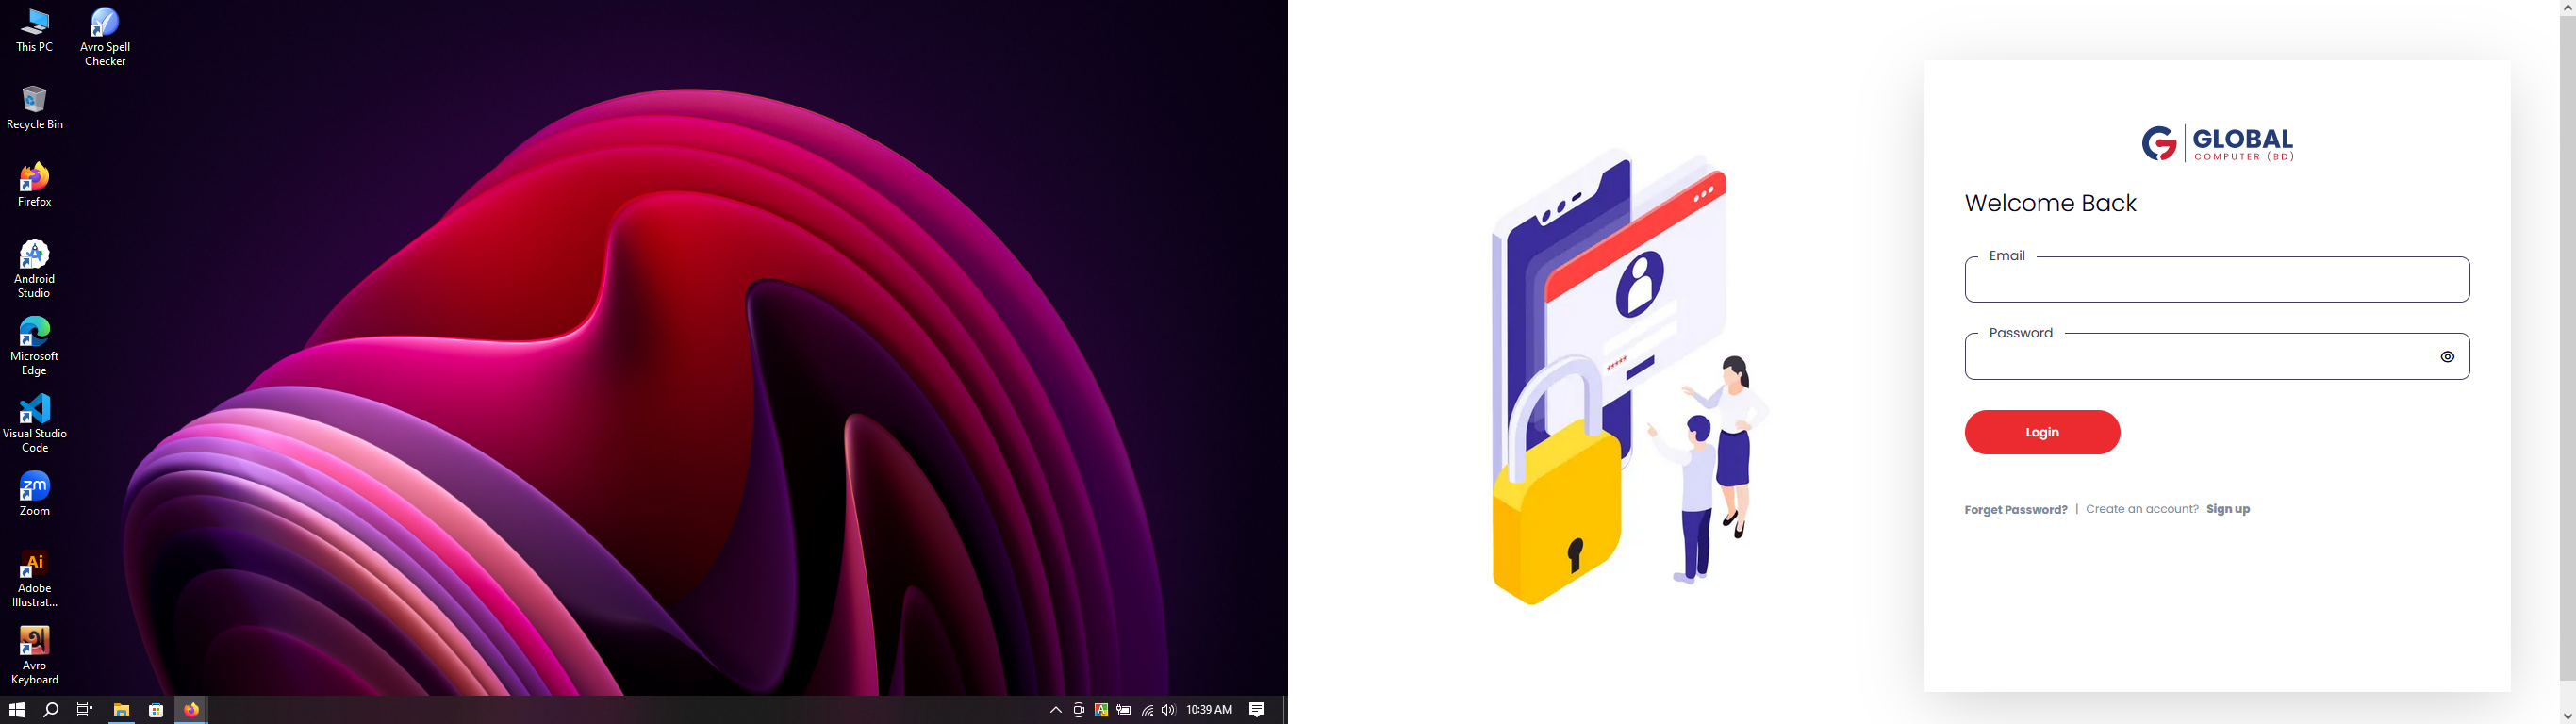 This PC
Avro Spell
Checker
Recycle Bin
Firefox
Android
Studio
Microsoft
Edge
Visual Studio
Code
zm
Zoom
Ai
Adobe
Illustrat...
অ
Avro
Keyboard
A
10:39 AM
GLOBAL
COMPUTER (BD)
Welcome Back
Email
Password
Login
Forget Password? | Create an account? Sign up